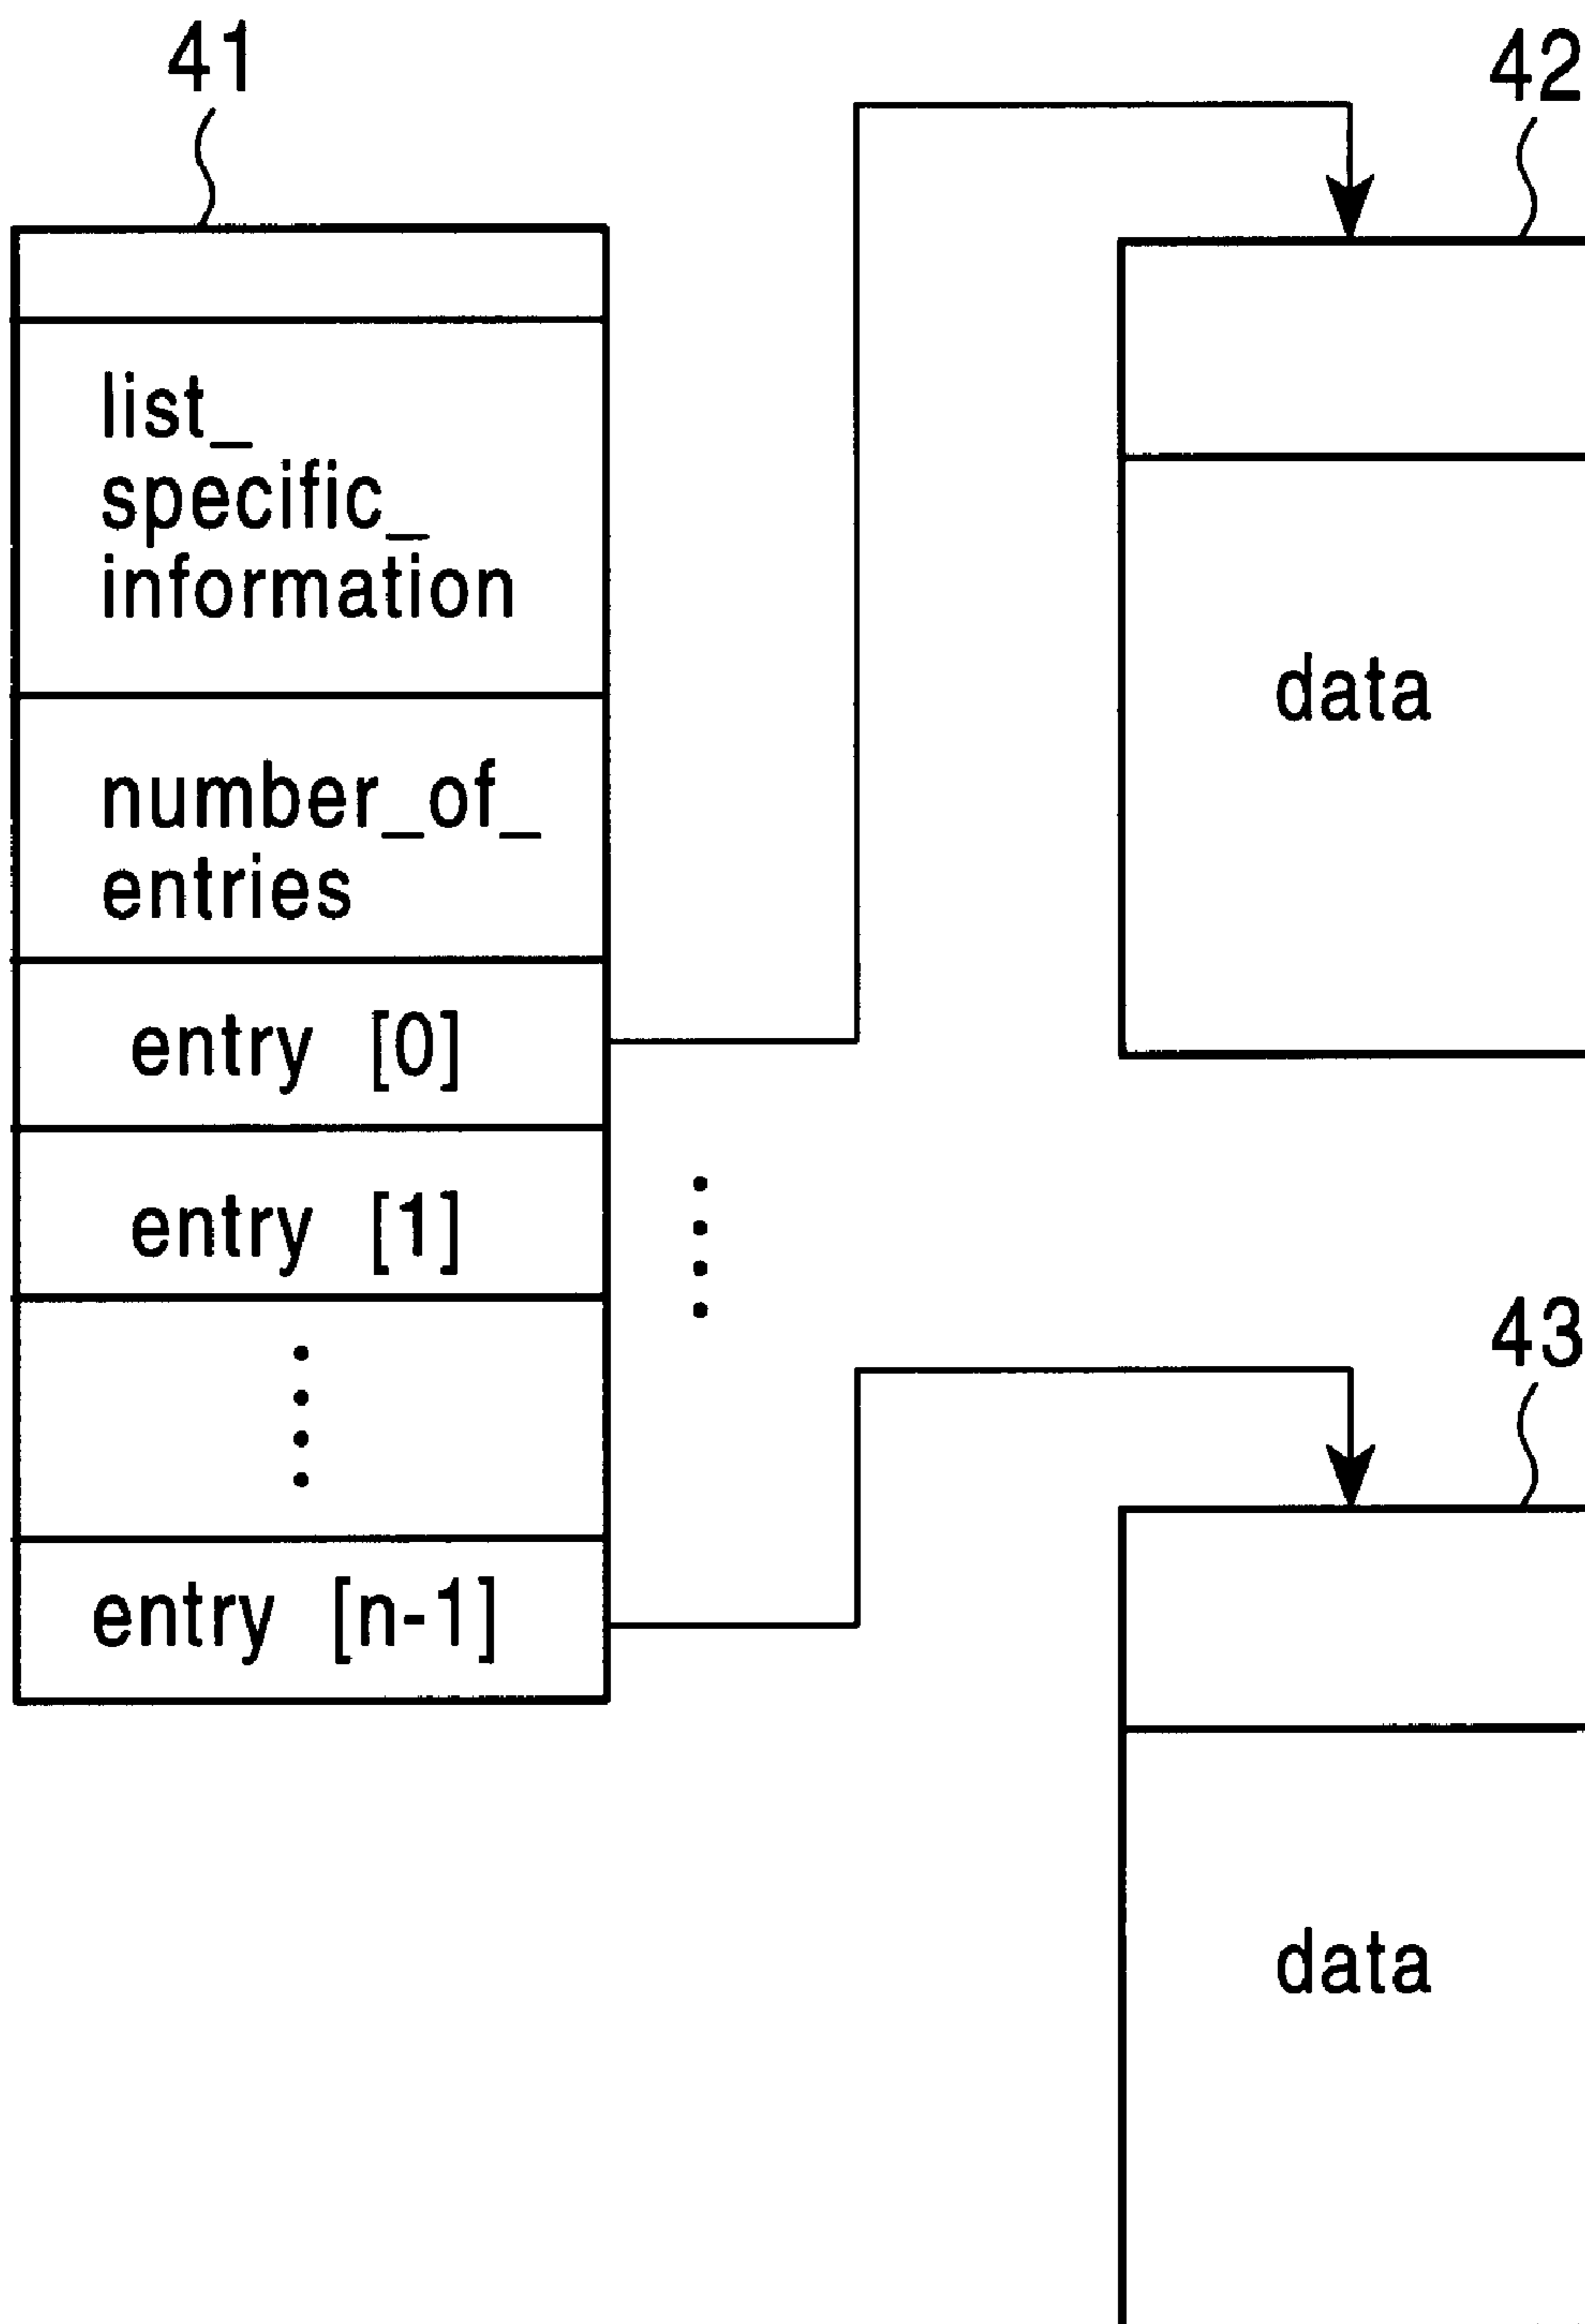 41
list_
specific_
information
number_of_
entries
entry [0]
entry [1]
entry [n-1]
42
data
43
data